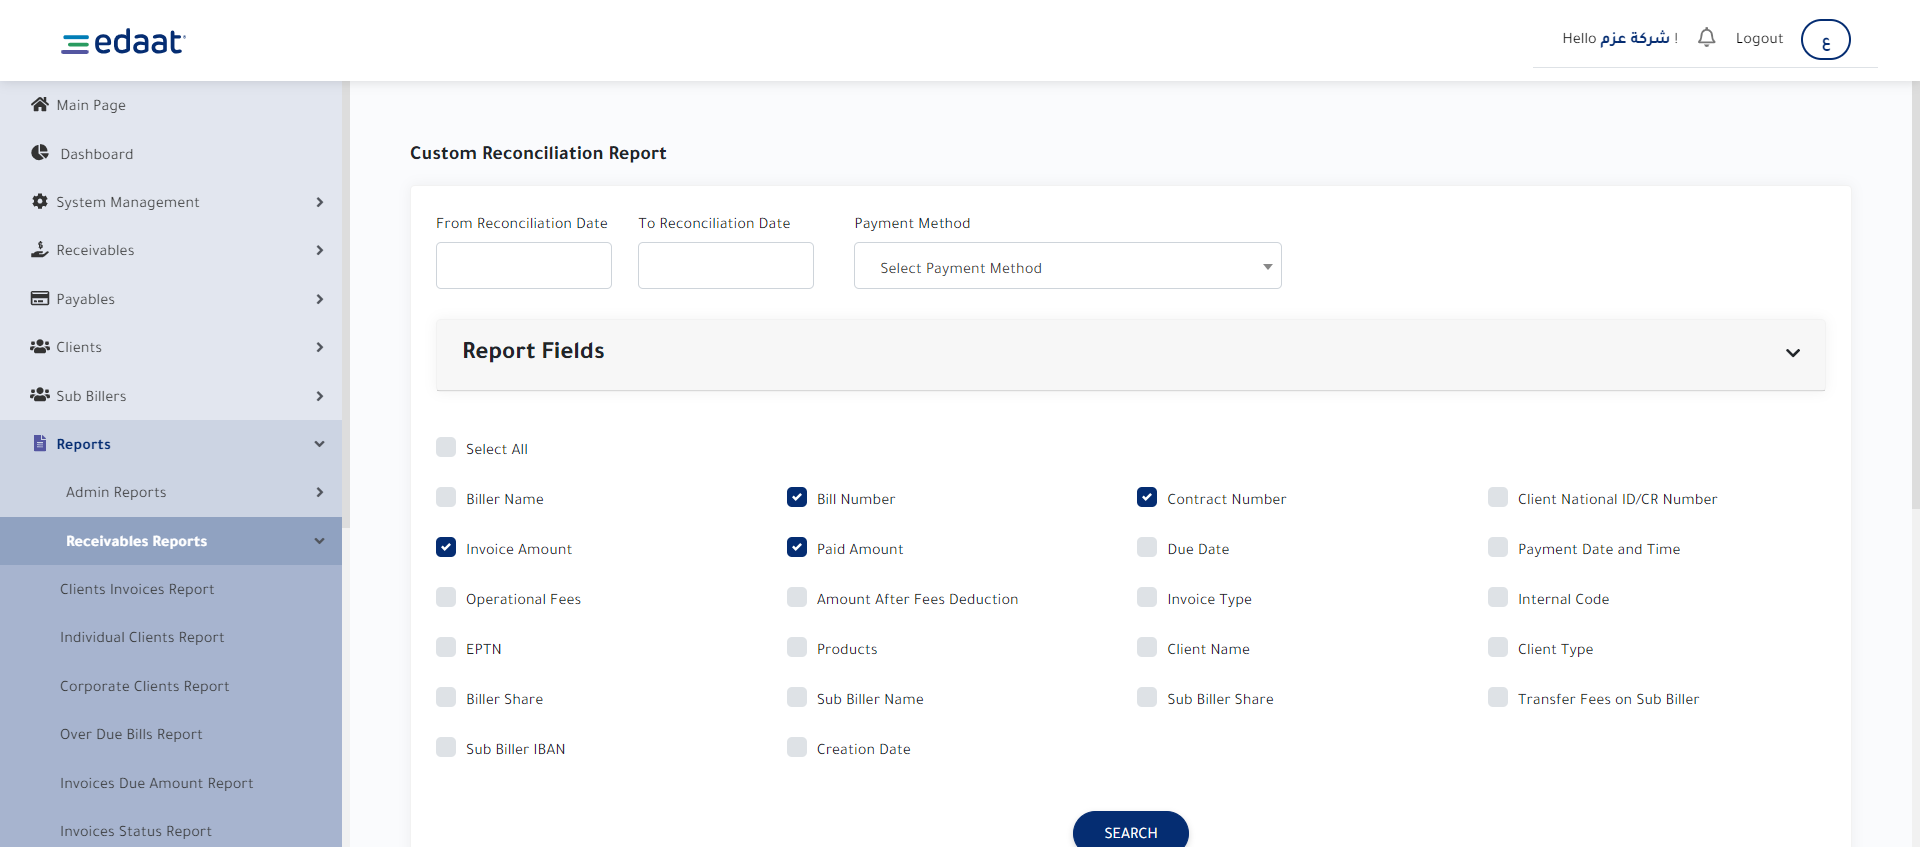 edaat
Hello شركة عزم !
Logout
ع
Main Page
Dashboard
System Management
Receivables
Payables
Clients
Sub Billers
Reports
Admin Reports
Receivables Reports
Clients Invoices Report
Individual Clients Report
Corporate Clients Report
Over Due Bills Report
Invoices Due Amount Report
Invoices Status Report
Custom Reconciliation Report
From Reconciliation Date
To Reconciliation Date
Payment Method
Select Payment Method
Report Fields
Select All
Biller Name
Bill Number
Contract Number
Client National ID/CR Number
Invoice Amount
Paid Amount
Due Date
Payment Date and Time
Operational Fees
Amount After Fees Deduction
Invoice Type
Internal Code
EPTN
Products
Client Name
Client Type
Biller Share
Sub Biller Name
Sub Biller Share
Transfer Fees on Sub Biller
Sub Biller IBAN
Creation Date
SEARCH